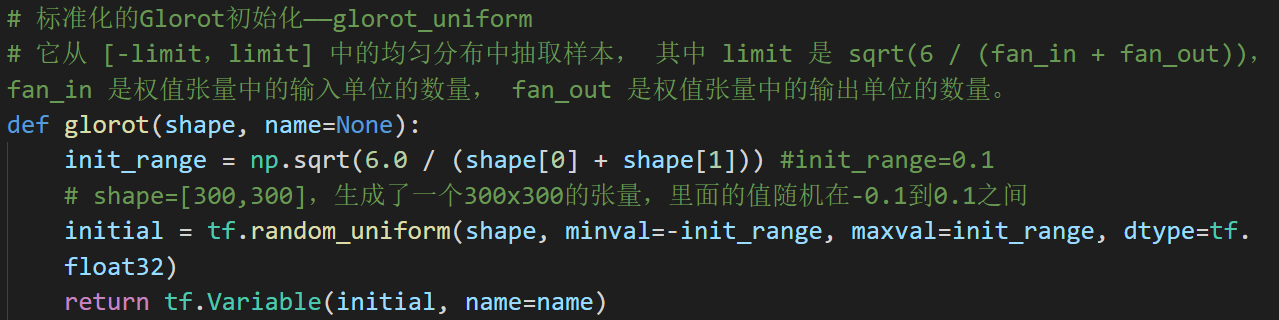 # 标准化的Glorot初始化——glorot_uniform
# 它从 [-limit，limit] 中的均匀分布中抽取样本， 其中 limit 是 sqrt(6 / (fan_in + fan_out))，
fan_in 是权值张量中的输入单位的数量， fan_out 是权值张量中的输出单位的数量。
def glorot(shape, name=None):
    init_range = np.sqrt(6.0 / (shape[0] + shape[1])) #init_range=0.1
    # shape=[300,300]，生成了一个300x300的张量，里面的值随机在-0.1到0.1之间
    initial = tf.random_uniform(shape, minval=-init_range, maxval=init_range, dtype=tf.
    float32)
    return tf.Variable(initial, name=name)